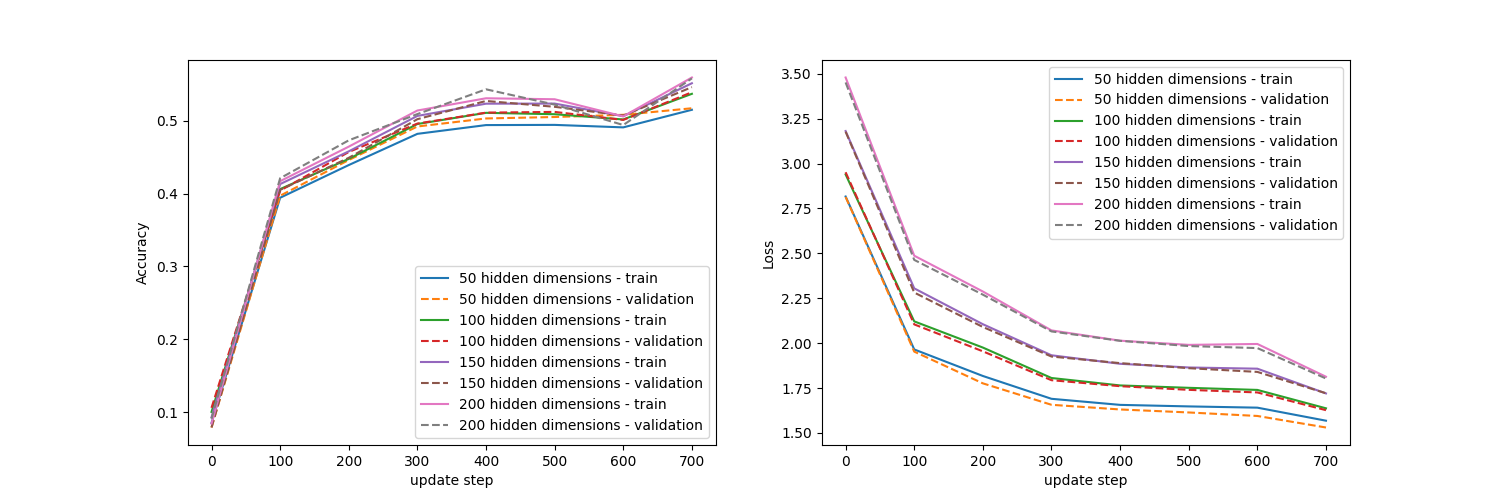 0.5
0.4
0.3
0.2
0.1
Accuracy
0 100 200 300 400 500 600 700
update step
50 hidden dimensions - train
50 hidden dimensions - validation
100 hidden dimensions - train
100 hidden dimensions - validation
150 hidden dimensions - train
150 hidden dimensions - validation
200 hidden dimensions - train
200 hidden dimensions - validation
3.50
3.25
3.00
2.75
2.50
2.25
2.00
1.75
1.50
Loss
0 100 200 300 400 500 600 700
update step
50 hidden dimensions - train
50 hidden dimensions - validation
100 hidden dimensions - train
100 hidden dimensions - validation
150 hidden dimensions - train
150 hidden dimensions - validation
200 hidden dimensions - train
200 hidden dimensions - validation